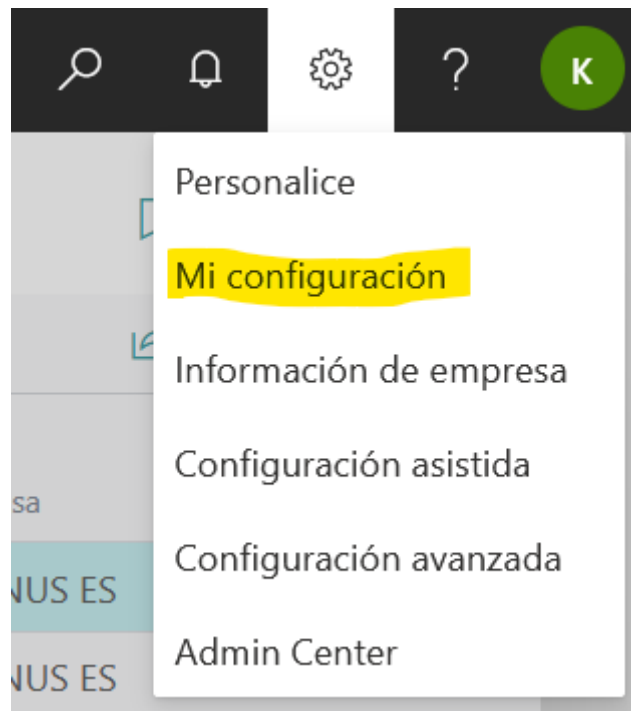 ?
K
Personalice
Mi configuración
Información de empresa
Configuración asistida
sa
Configuración avanzada
NUS ES
Admin Center
NUS ES